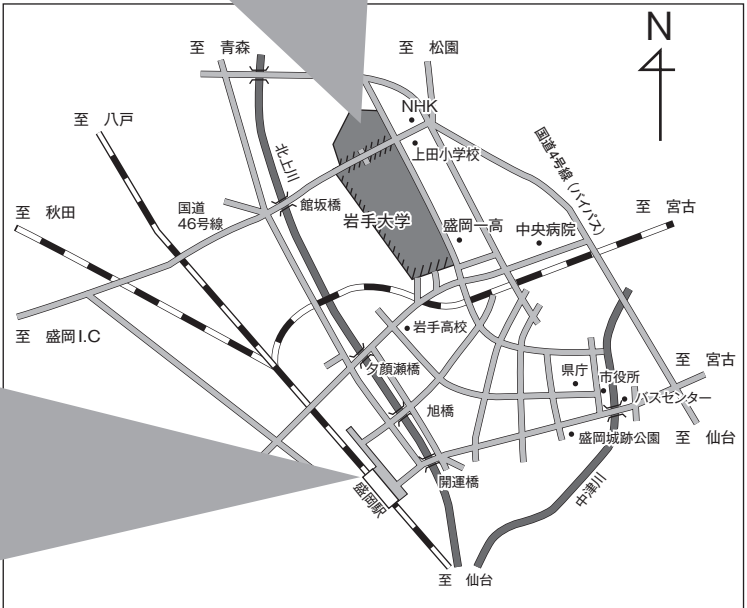 N
至　青森
至　松園
NHK
至　八戸
上田小学校
北上川
国道4号線（バイパス）
至　秋田
国道
46号線
館坂橋
岩手大学
盛岡一高
中央病院
至　宮古
至　盛岡I.C
岩手高校
夕顔瀬橋
県庁
市役所
至　宮古
バスセンター
旭橋
盛岡城跡公園
至　仙台
開運橋
盛岡駅
中津川
至　仙台